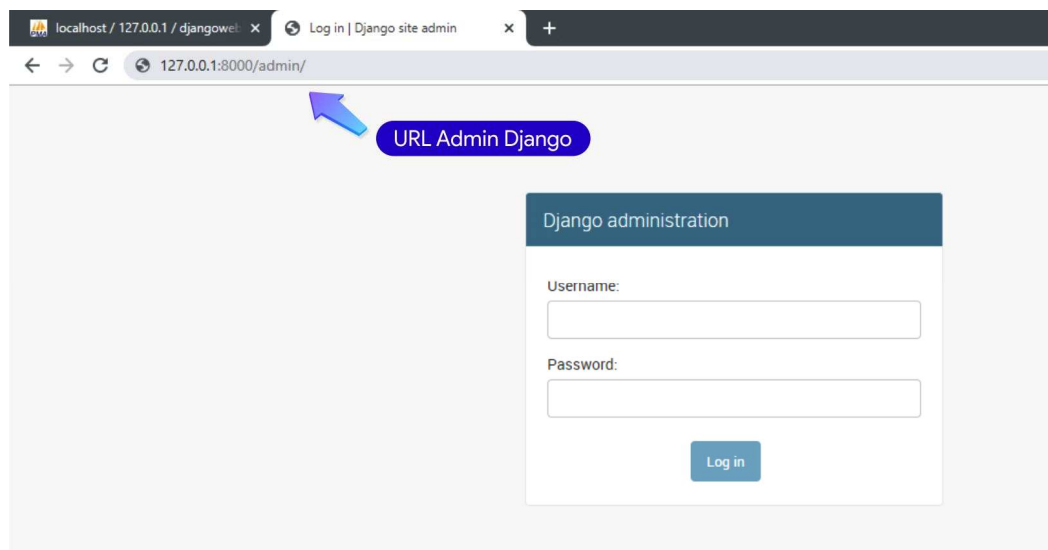 localhost / 127.0.0.1 / djangoweb
Log in | Django site admin
127.0.0.1:8000/admin/
URL Admin Django
Django administration
Username:
Password:
Log in